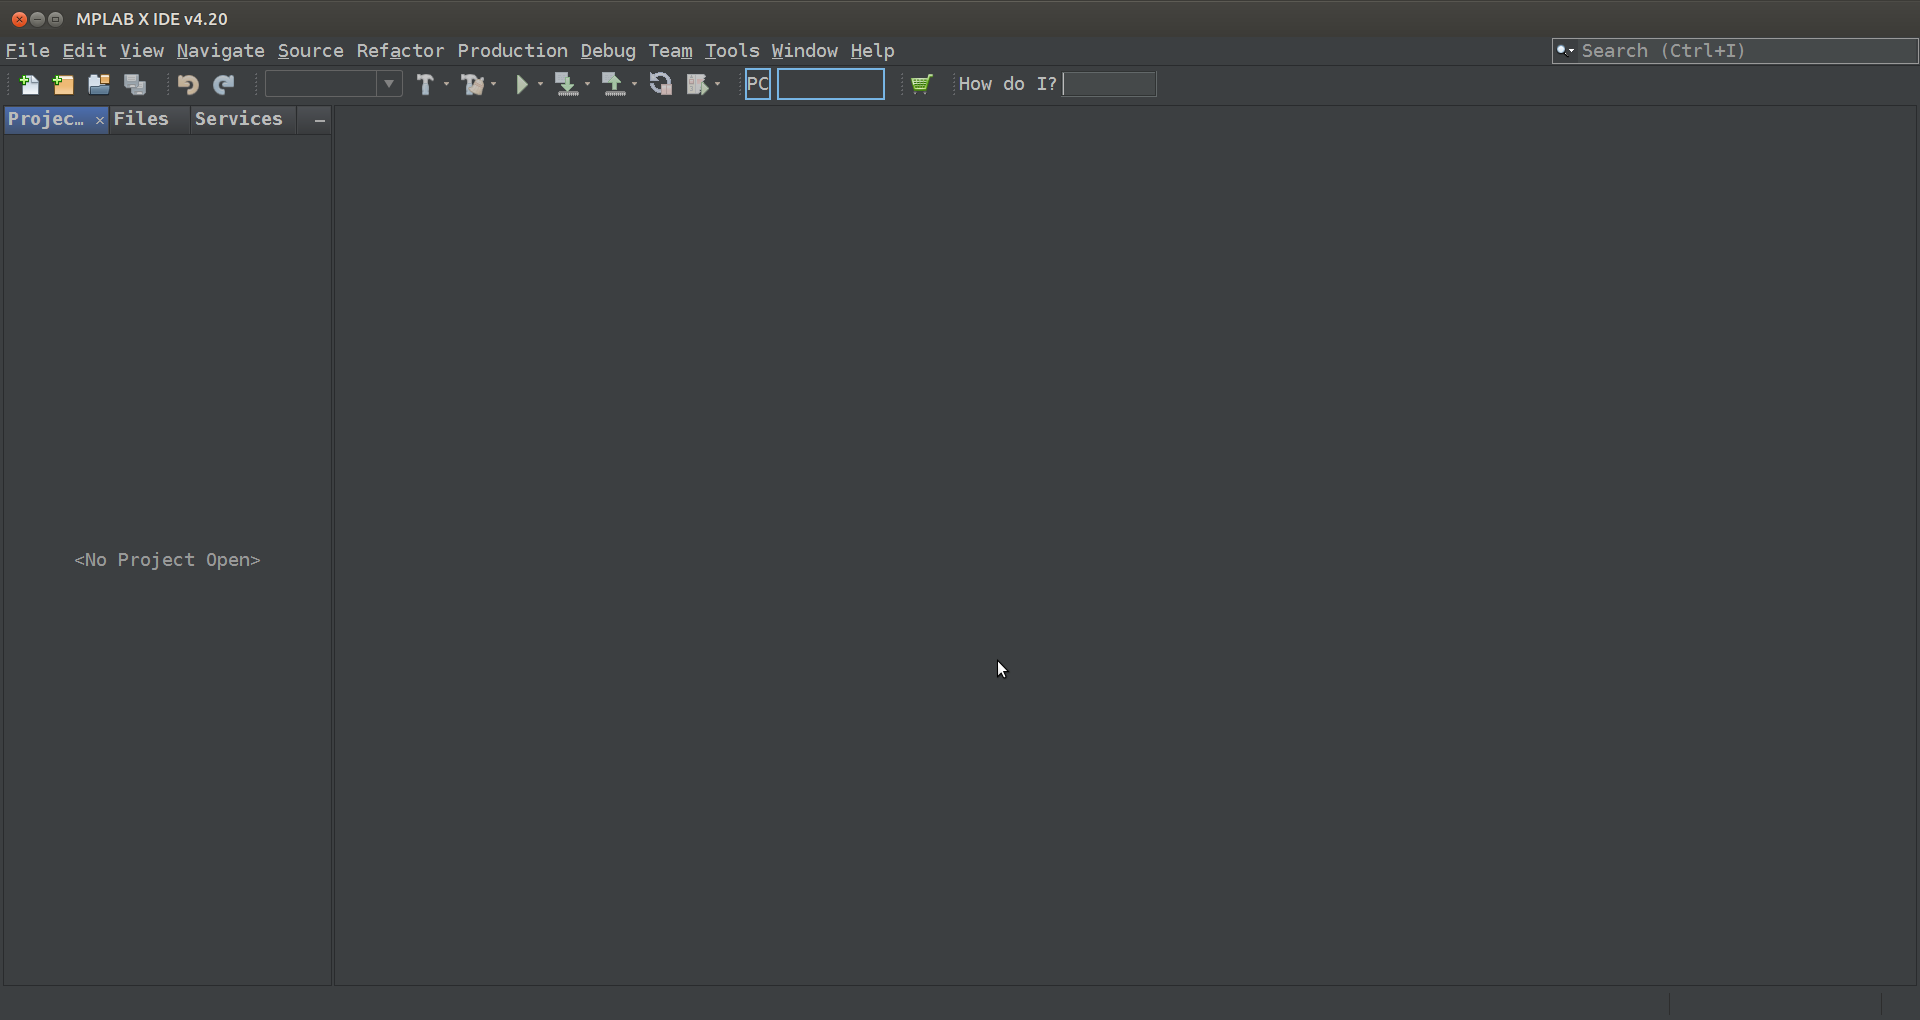 MPLAB X IDE v4.20
File Edit View Navigate Source Refactor Production Debug Team Tools Window Help
Search (Ctrl+I)
PC
How do I?
Projec… Files Services
<No Project Open>